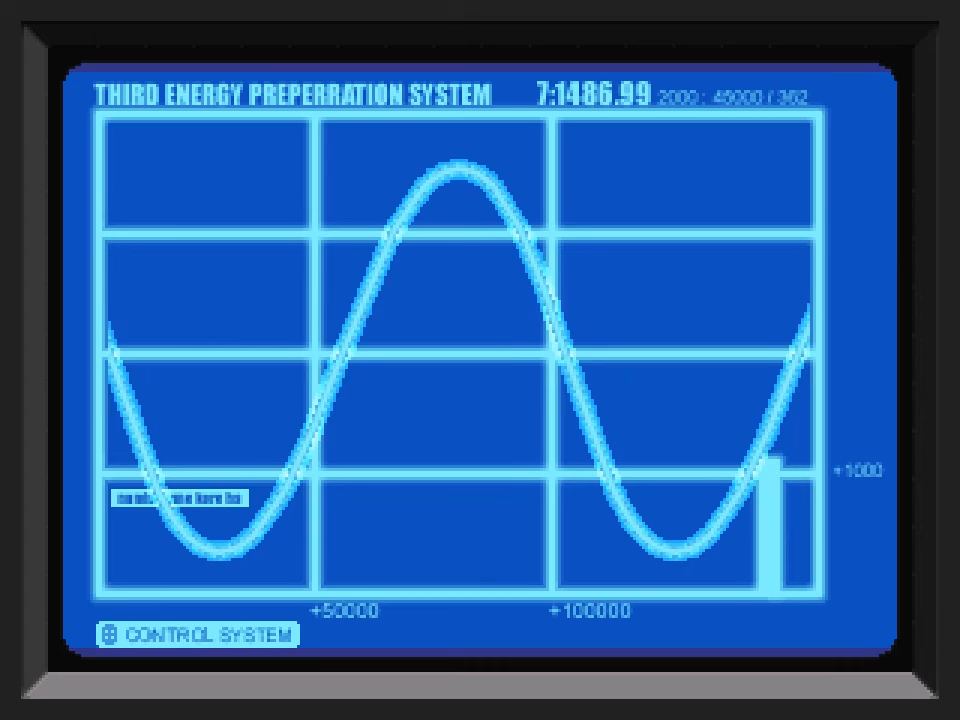 THIRD ENERGY PREPERRATION SYSTEM 7:1486.99 2000: 45000 / 362
+1000
+50000 +100000
CONTROL SYSTEM